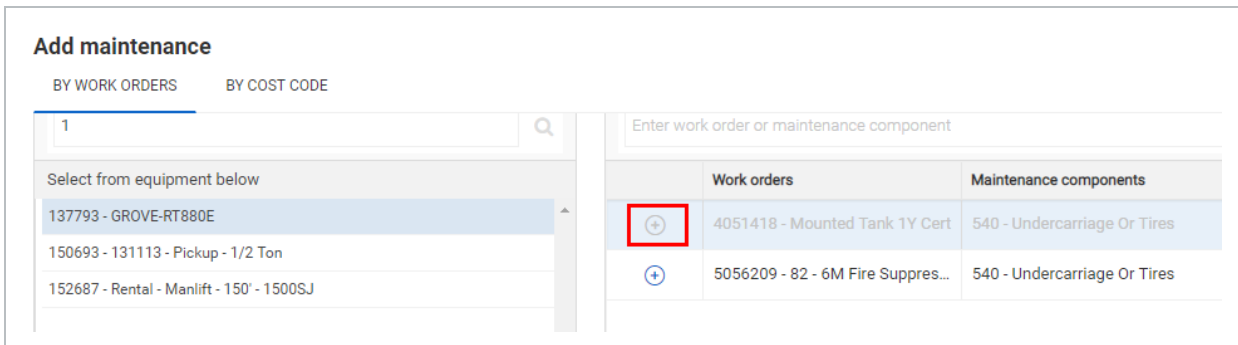 Add maintenance
BY WORK ORDERS BY COST CODE
1
Enter work order or maintenance component
Select from equipment below
137793 - GROVE-RT880E
150693 - 131113 - Pickup - 1/2 Ton
152687 - Rental - Manlift - 150' - 1500SJ
Work orders Maintenance components
4051418 - Mounted Tank 1Y Cert 540 - Undercarriage Or Tires
5056209 - 82 - 6M Fire Suppres... 540 - Undercarriage Or Tires